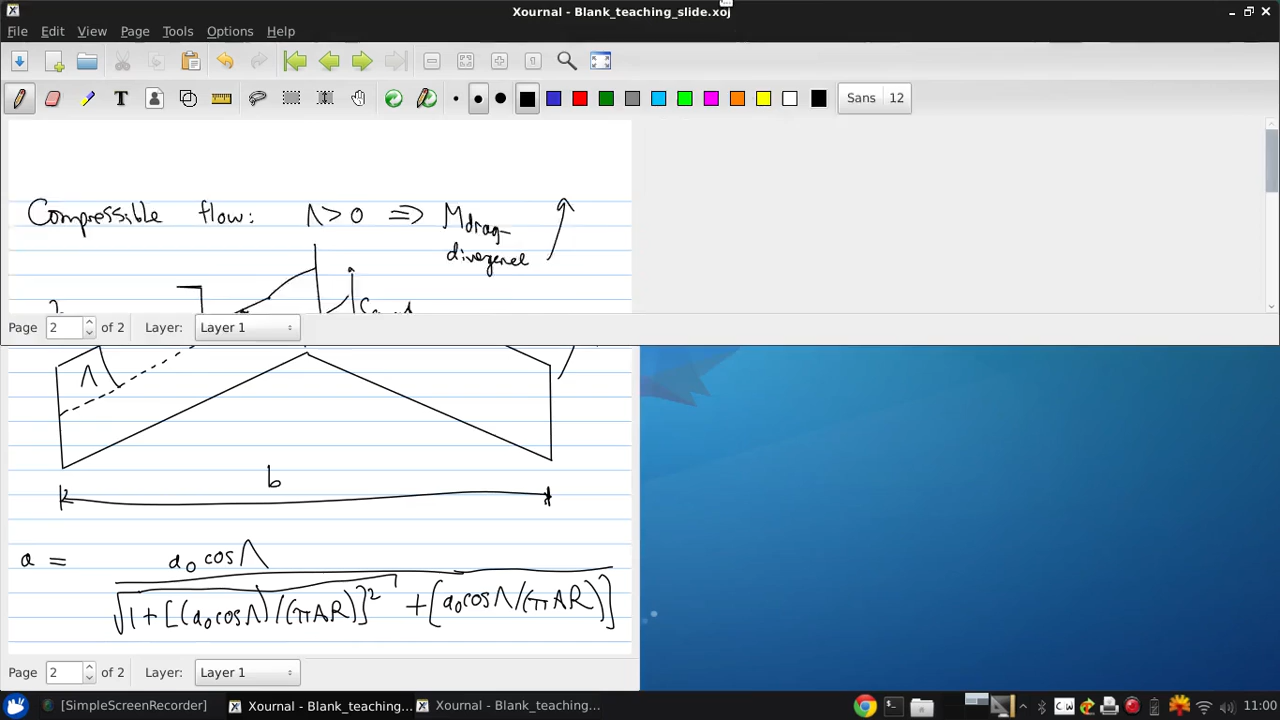 Xournal - Blank_teaching_slide.xoj
File Edit View Page Tools Options Help
Sans 12
Compressible flow: Λ > 0 ⇒ M drag-
divergence
Page 2 of 2 Layer: Layer 1
Λ
b
a = a₀ cos Λ
√1 + [(a₀ cos Λ)/(πAR)]² + [a₀ cos Λ/(πAR)]
Page 2 of 2 Layer: Layer 1
[SimpleScreenRecorder] Xournal - Blank_teaching... Xournal - Blank_teaching... 11:00